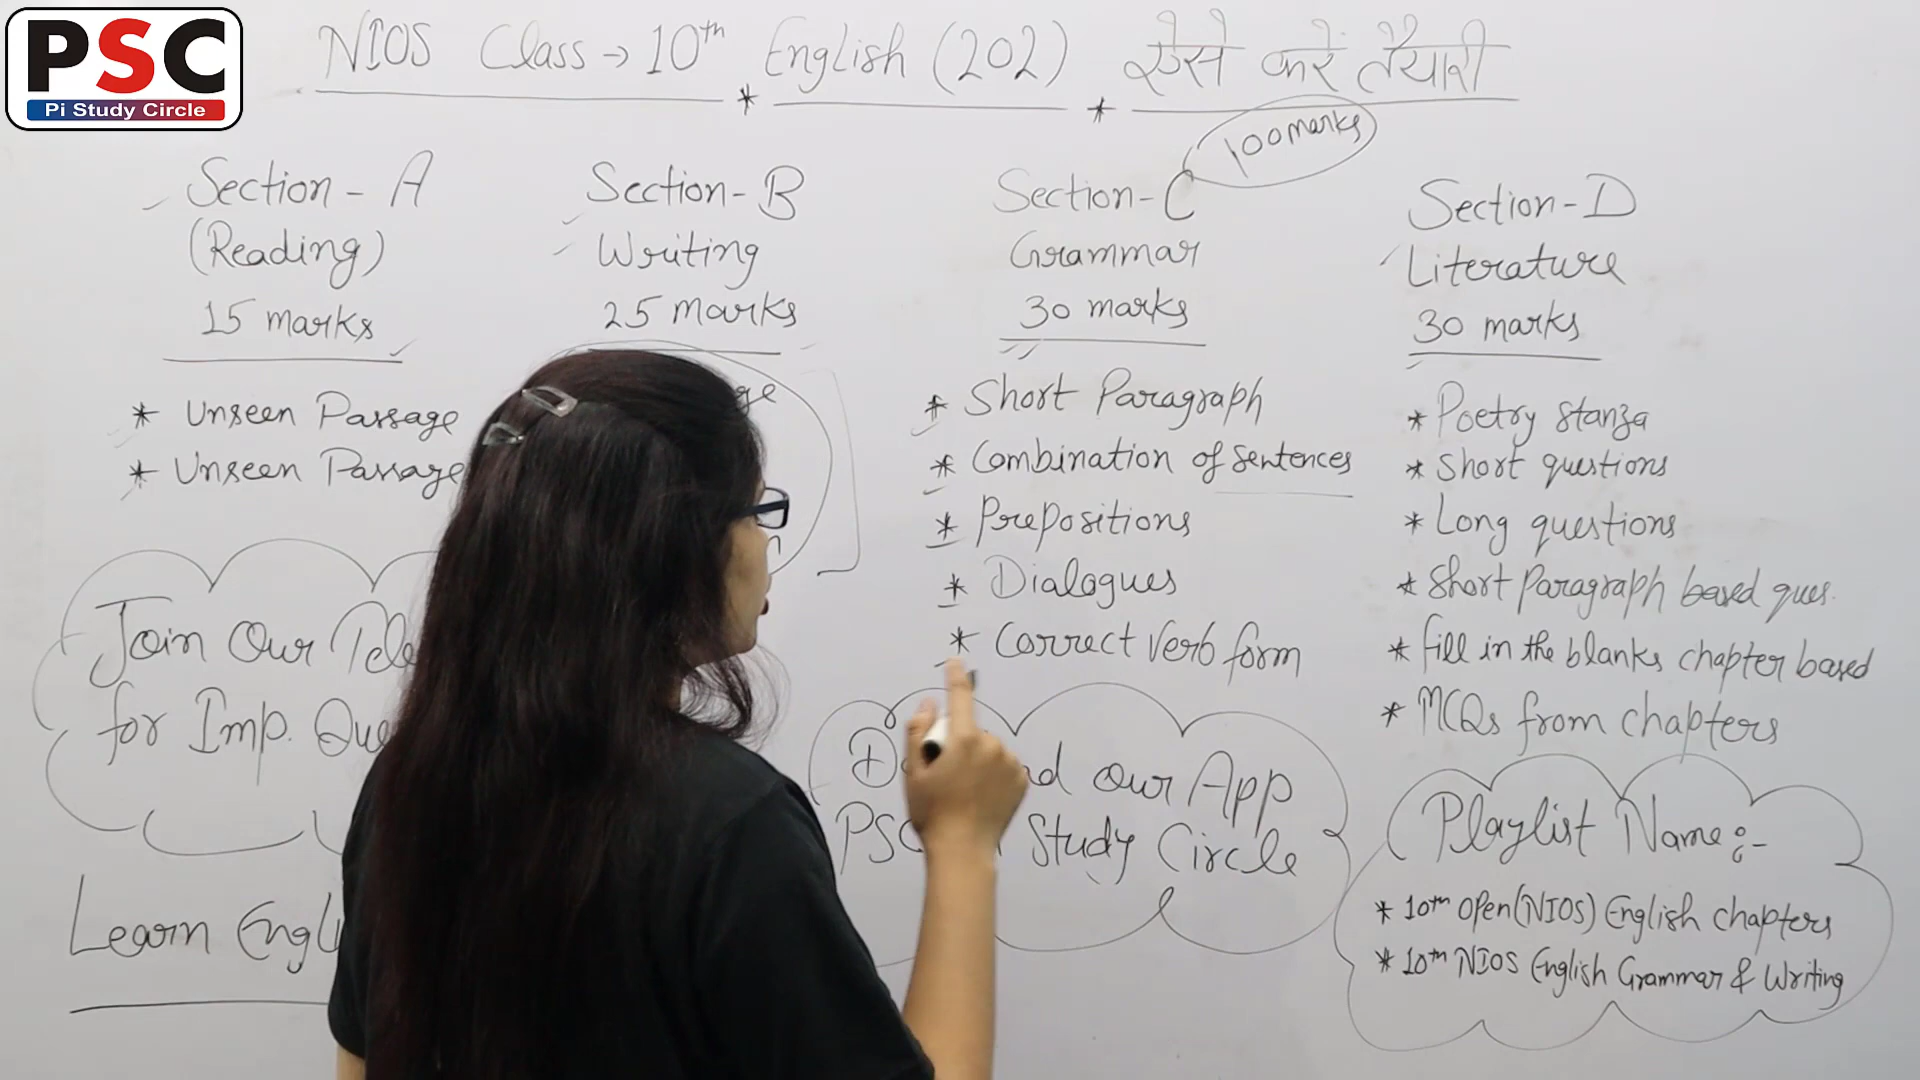 PSC
Pi Study Circle
NIOS Class → 10th English (202) ऐसे करें तैयारी
100 marks
Section - A
(Reading)
15 marks
* Unseen Passage
* Unseen Passage
Section - B
Writing
25 marks
Section - C
Grammar
30 marks
* Short Paragraph
* Combination of sentences
* Prepositions
* Dialogues
* Correct verb form
Section - D
Literature
30 marks
* Poetry stanza
* Short questions
* Long questions
* Short Paragraph based ques.
* Fill in the blanks chapter based
* MCQs from chapters
Join Our
for Imp.
Learn
our App
PSC Study Circle
Playlist Name :-
* 10th Open (NIOS) English chapters
* 10th NIOS English Grammar & Writing